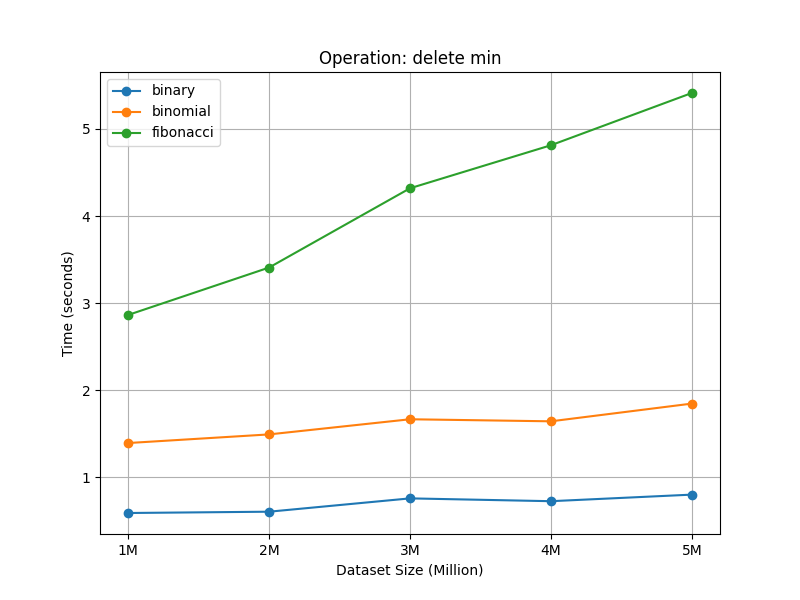 Operation: delete min
binary
binomial
fibonacci
Time (seconds)
5
4
3
2
1
1M 2M 3M 4M 5M
Dataset Size (Million)